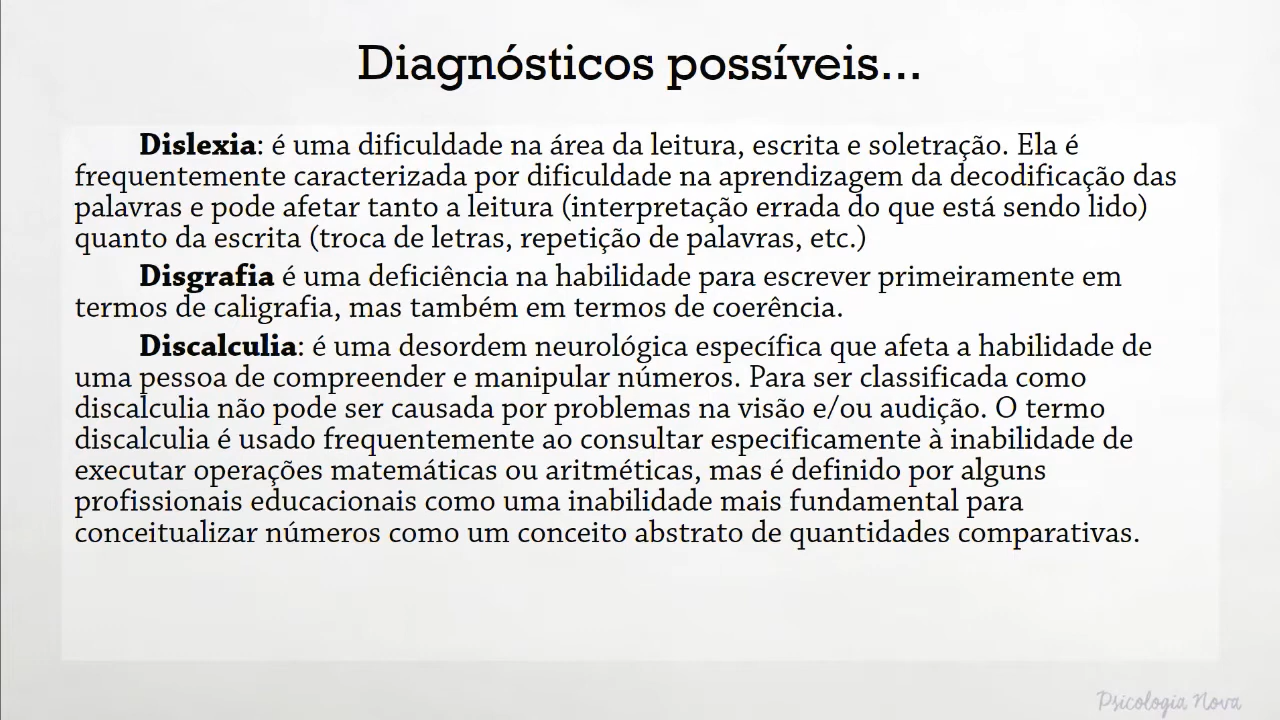 Diagnósticos possíveis...
Dislexia: é uma dificuldade na área da leitura, escrita e soletração. Ela é
frequentemente caracterizada por dificuldade na aprendizagem da decodificação das
palavras e pode afetar tanto a leitura (interpretação errada do que está sendo lido)
quanto da escrita (troca de letras, repetição de palavras, etc.)
Disgrafia é uma deficiência na habilidade para escrever primeiramente em
termos de caligrafia, mas também em termos de coerência.
Discalculia: é uma desordem neurológica específica que afeta a habilidade de
uma pessoa de compreender e manipular números. Para ser classificada como
discalculia não pode ser causada por problemas na visão e/ou audição. O termo
discalculia é usado frequentemente ao consultar especificamente à inabilidade de
executar operações matemáticas ou aritméticas, mas é definido por alguns
profissionais educacionais como uma inabilidade mais fundamental para
conceitualizar números como um conceito abstrato de quantidades comparativas.
Psicologia Nova